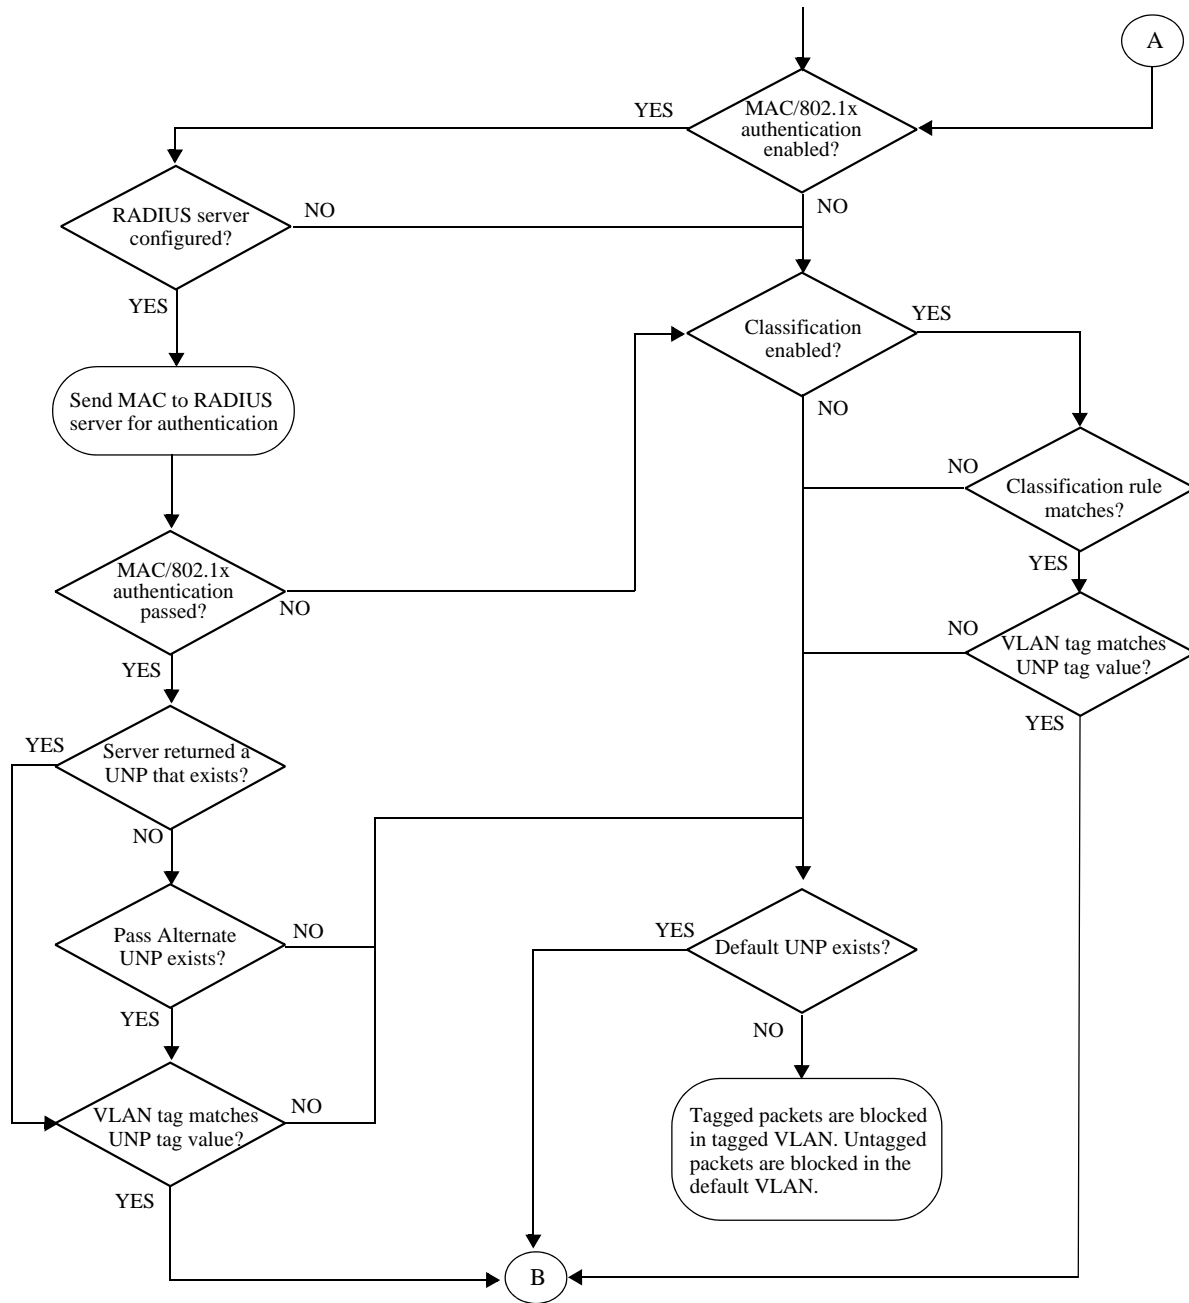 A
YES
MAC/802.1x
authentication
enabled?
NO
RADIUS server
configured?
NO
YES
Classification
enabled?
YES
NO
Send MAC to RADIUS
server for authentication
NO
Classification rule
matches?
YES
MAC/802.1x
authentication
passed?
NO
YES
NO
VLAN tag matches
UNP tag value?
YES
YES
Server returned a
UNP that exists?
NO
Pass Alternate
UNP exists?
NO
YES
YES
Default UNP exists?
NO
VLAN tag matches
UNP tag value?
NO
YES
Tagged packets are blocked
in tagged VLAN. Untagged
packets are blocked in the
default VLAN.
B